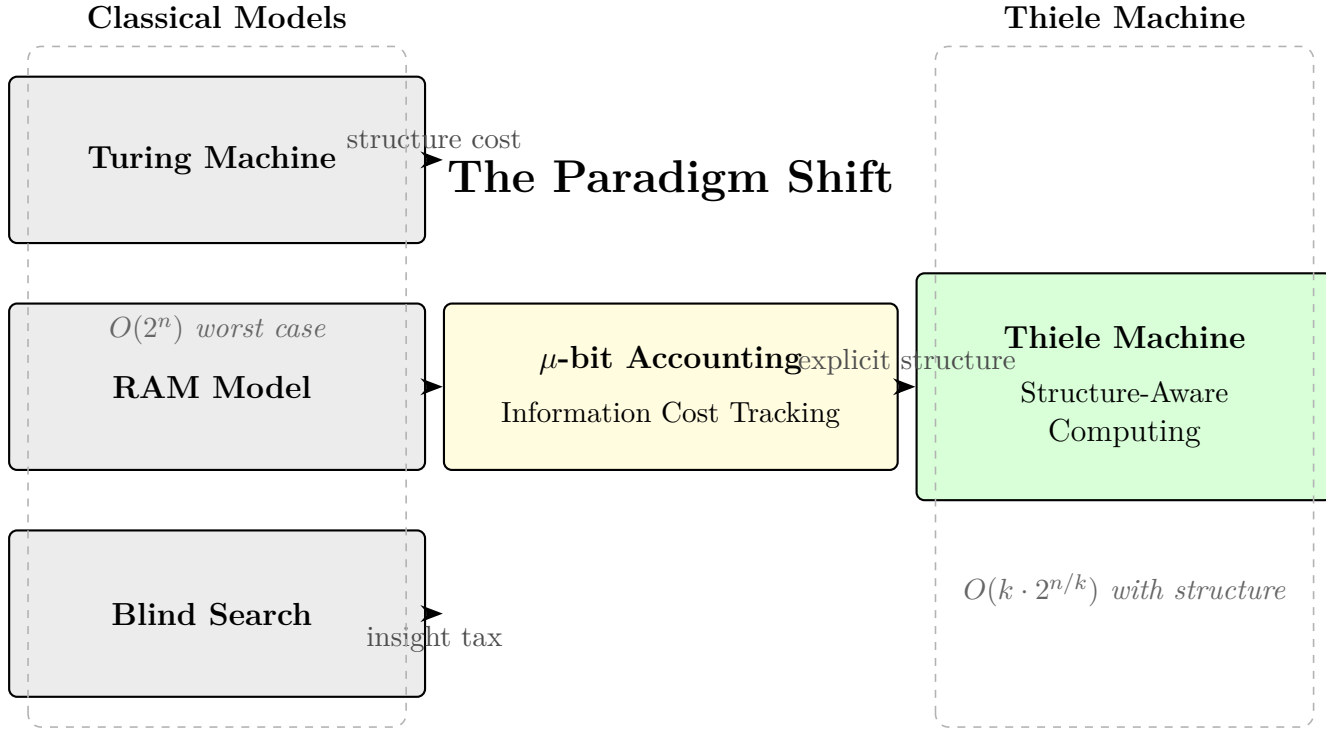 Classical Models
Thiele Machine
Turing Machine
structure cost
The Paradigm Shift
$O(2^n)$ worst case
RAM Model
μ-bit Accounting
Information Cost Tracking
explicit structure
Thiele Machine
Structure-Aware
Computing
Blind Search
insight tax
$O(k \cdot 2^{n/k})$ with structure